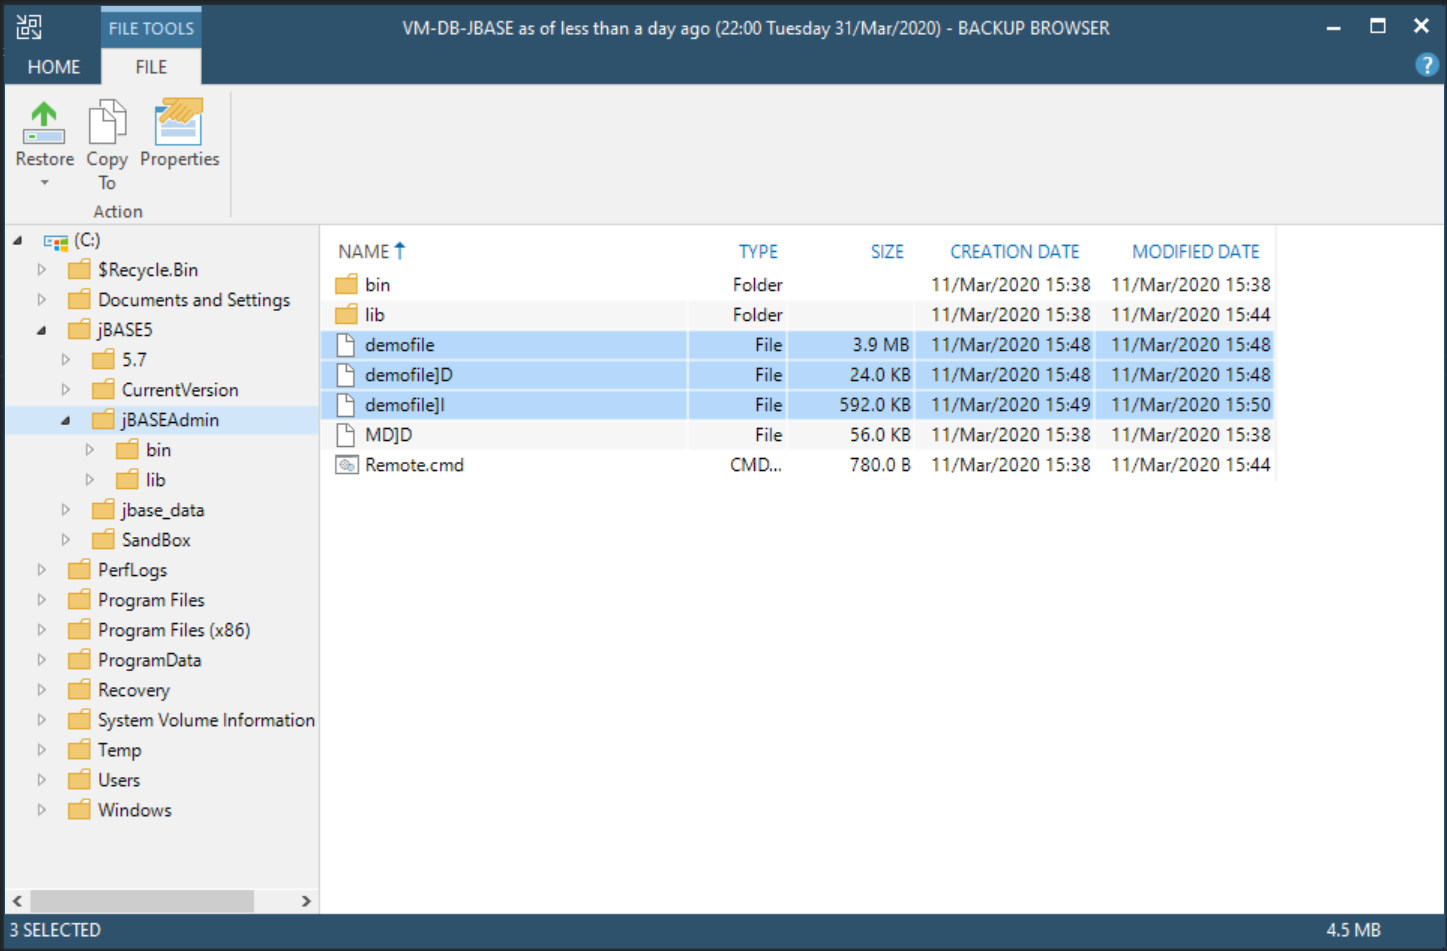 FILE TOOLS
VM-DB-JBASE as of less than a day ago (22:00 Tuesday 31/Mar/2020) - BACKUP BROWSER
HOME FILE
?
Restore Copy To Properties
Action
(C:)
$Recycle.Bin
Documents and Settings
jBASE5
5.7
CurrentVersion
jBASEAdmin
bin
lib
jbase_data
SandBox
PerfLogs
Program Files
Program Files (x86)
ProgramData
Recovery
System Volume Information
Temp
Users
Windows
NAME TYPE SIZE CREATION DATE MODIFIED DATE
bin Folder 11/Mar/2020 15:38 11/Mar/2020 15:38
lib Folder 11/Mar/2020 15:38 11/Mar/2020 15:44
demofile File 3.9 MB 11/Mar/2020 15:48 11/Mar/2020 15:48
demofile]D File 24.0 KB 11/Mar/2020 15:48 11/Mar/2020 15:48
demofile]I File 592.0 KB 11/Mar/2020 15:49 11/Mar/2020 15:50
MD]D File 56.0 KB 11/Mar/2020 15:38 11/Mar/2020 15:38
Remote.cmd CMD... 780.0 B 11/Mar/2020 15:38 11/Mar/2020 15:44
3 SELECTED 4.5 MB